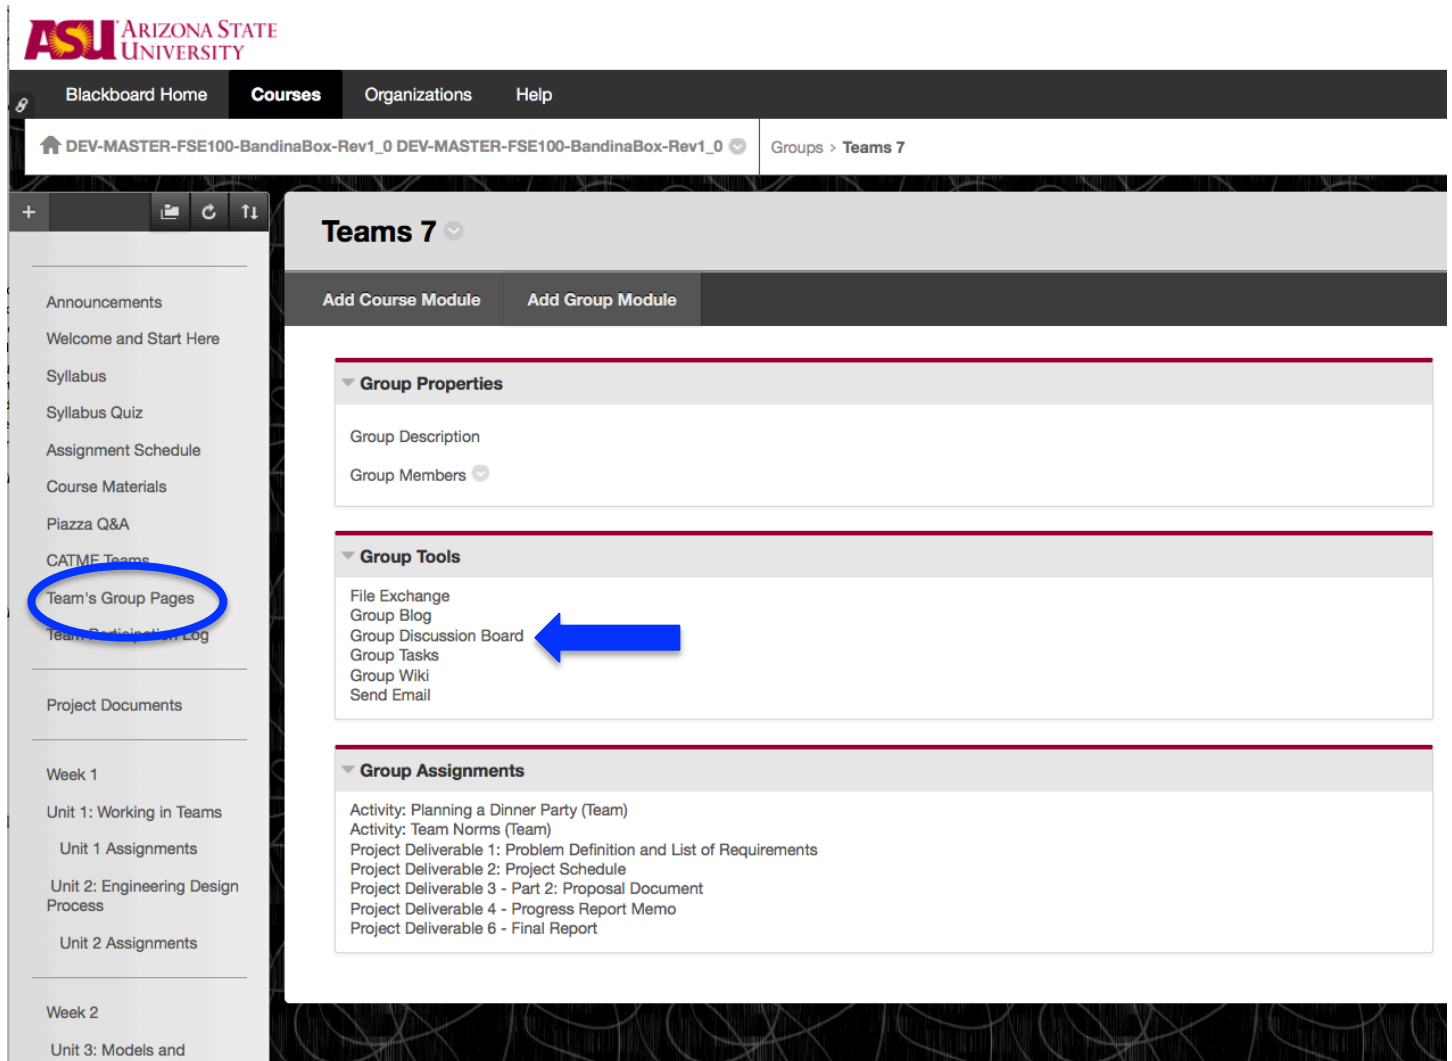 ASU ARIZONA STATE
UNIVERSITY
Blackboard Home Courses Organizations Help
DEV-MASTER-FSE100-BandinaBox-Rev1_0 DEV-MASTER-FSE100-BandinaBox-Rev1_0 Groups > Teams 7
Teams 7
Add Course Module Add Group Module
Announcements
Welcome and Start Here
Syllabus
Syllabus Quiz
Assignment Schedule
Course Materials
Piazza Q&A
CATME Teams
Team's Group Pages
Team Participation Log
Project Documents
Week 1
Unit 1: Working in Teams
Unit 1 Assignments
Unit 2: Engineering Design
Process
Unit 2 Assignments
Week 2
Unit 3: Models and
Group Properties
Group Description
Group Members
Group Tools
File Exchange
Group Blog
Group Discussion Board
Group Tasks
Group Wiki
Send Email
Group Assignments
Activity: Planning a Dinner Party (Team)
Activity: Team Norms (Team)
Project Deliverable 1: Problem Definition and List of Requirements
Project Deliverable 2: Project Schedule
Project Deliverable 3 - Part 2: Proposal Document
Project Deliverable 4 - Progress Report Memo
Project Deliverable 6 - Final Report